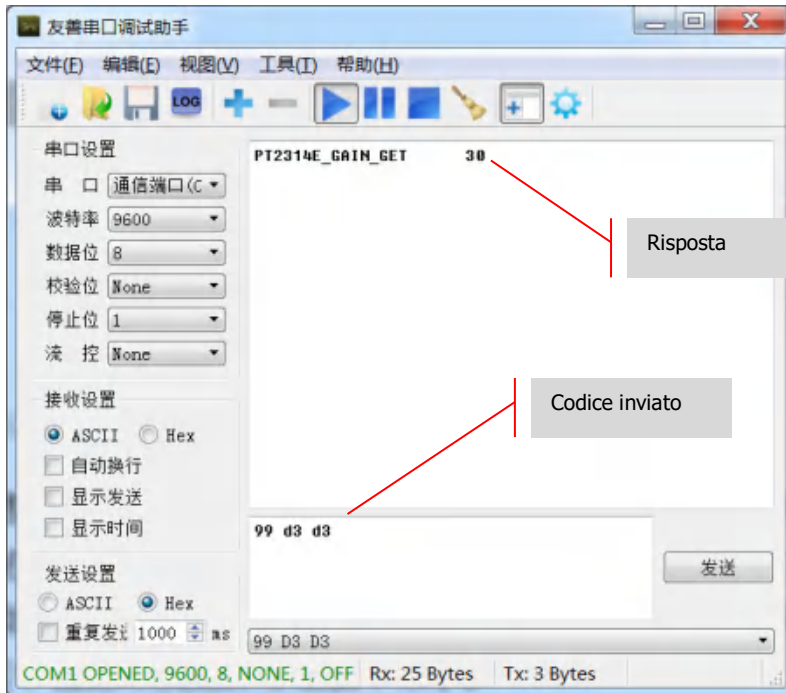 友善串口调试助手
文件(F) 编辑(E) 视图(V) 工具(T) 帮助(H)
LOG
串口设置
串 口 通信端口(C
波特率 9600
数据位 8
校验位 None
停止位 1
流 控 None
接收设置
ASCII Hex
自动换行
显示发送
显示时间
发送设置
ASCII Hex
重复发 1000 ms
PT2314E_GAIN_GET 30
Risposta
Codice inviato
99 d3 d3
发送
99 D3 D3
COM1 OPENED, 9600, 8, NONE, 1, OFF Rx: 25 Bytes Tx: 3 Bytes